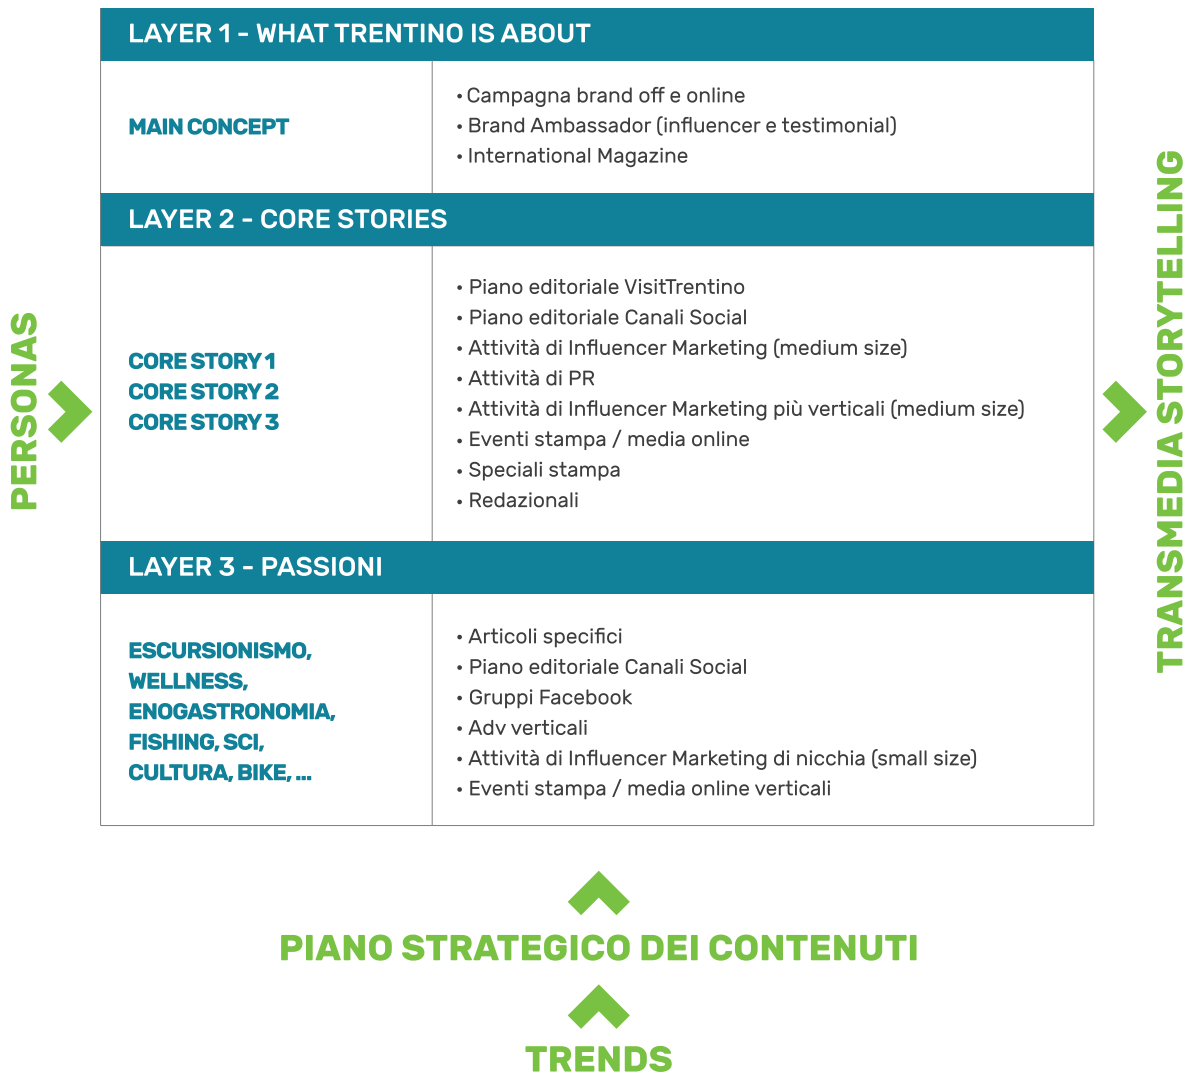 LAYER 1 - WHAT TRENTINO IS ABOUT
MAIN CONCEPT
• Campagna brand off e online
• Brand Ambassador (influencer e testimonial)
• International Magazine
LAYER 2 - CORE STORIES
CORE STORY 1
CORE STORY 2
CORE STORY 3
• Piano editoriale VisitTrentino
• Piano editoriale Canali Social
• Attività di Influencer Marketing (medium size)
• Attività di PR
• Attività di Influencer Marketing più verticali (medium size)
• Eventi stampa / media online
• Speciali stampa
• Redazionali
LAYER 3 - PASSIONI
ESCURSIONISMO,
WELLNESS,
ENOGASTRONOMIA,
FISHING, SCI,
CULTURA, BIKE, ...
• Articoli specifici
• Piano editoriale Canali Social
• Gruppi Facebook
• Adv verticali
• Attività di Influencer Marketing di nicchia (small size)
• Eventi stampa / media online verticali
PERSONAS
TRANSMEDIA STORYTELLING
PIANO STRATEGICO DEI CONTENUTI
TRENDS